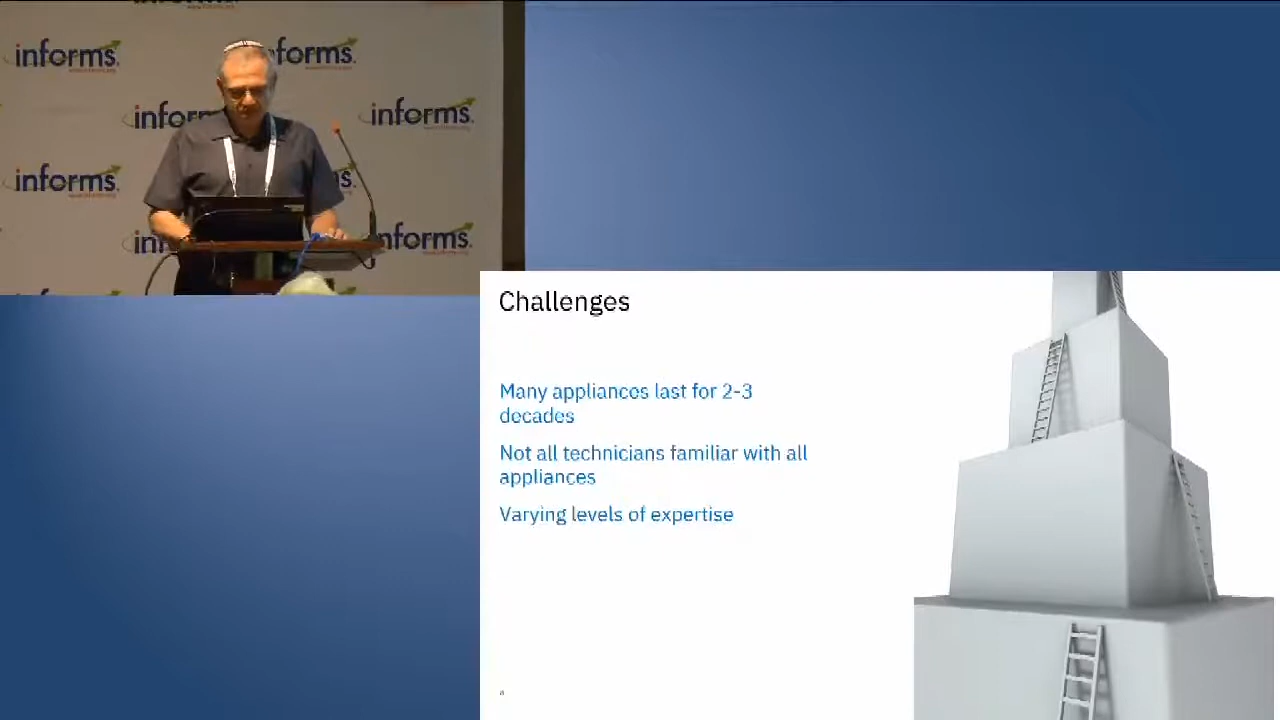 informs.
informs.
informs.
informs.
informs.
informs.
Challenges
Many appliances last for 2-3
decades
Not all technicians familiar with all
appliances
Varying levels of expertise